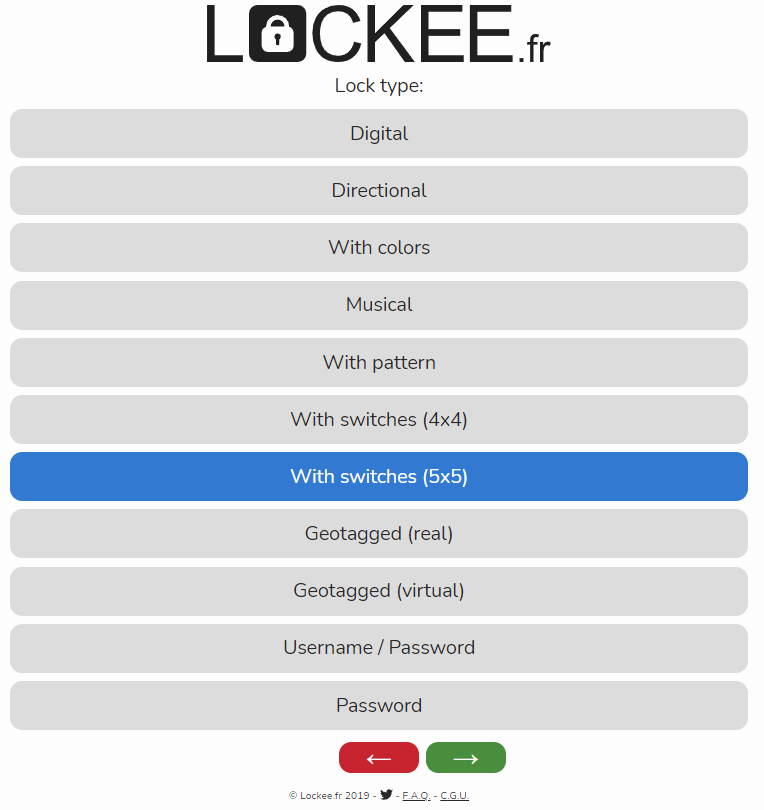 LOCKEE.fr
Lock type:
Digital
Directional
With colors
Musical
With pattern
With switches (4x4)
With switches (5x5)
Geotagged (real)
Geotagged (virtual)
Username / Password
Password
← →
© Lockee.fr 2019 - - F.A.Q. - C.G.U.